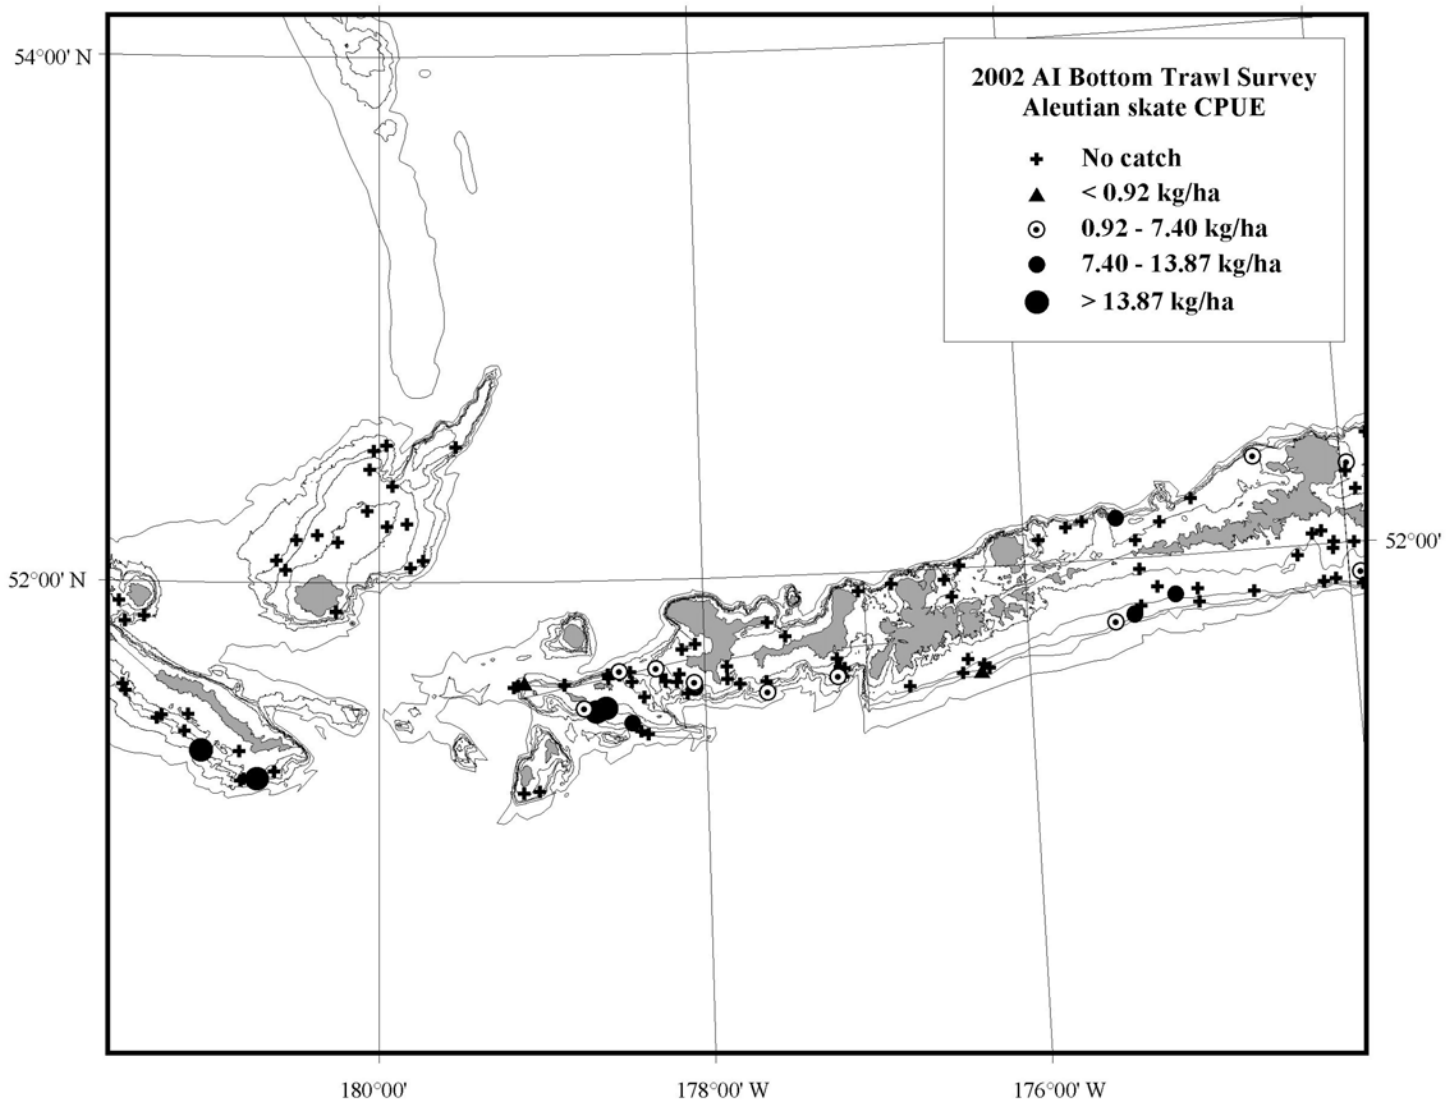 54°00' N
2002 AI Bottom Trawl Survey
Aleutian skate CPUE
No catch
< 0.92 kg/ha
0.92 - 7.40 kg/ha
7.40 - 13.87 kg/ha
> 13.87 kg/ha
52°00'
52°00' N
180°00'
178°00' W
176°00' W